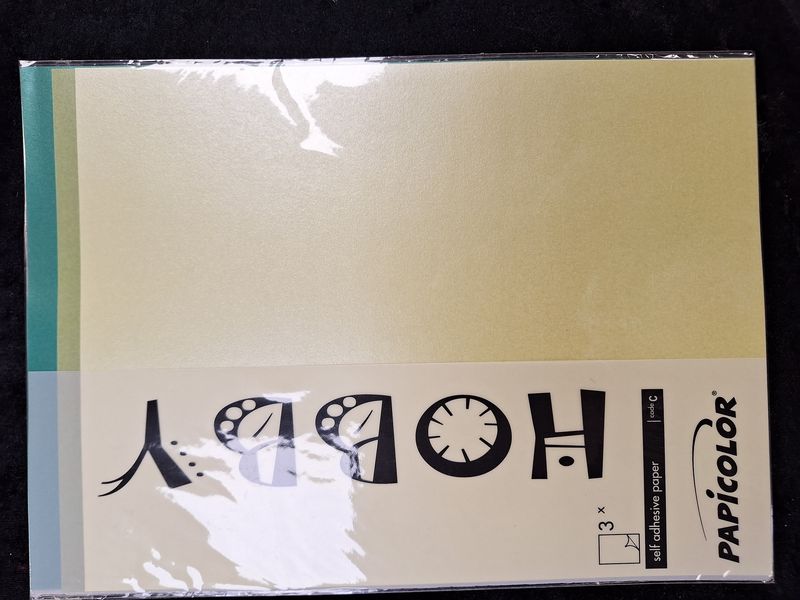 PAPiCOLOR®
self adhesive paper code C
3 x
HOBBY